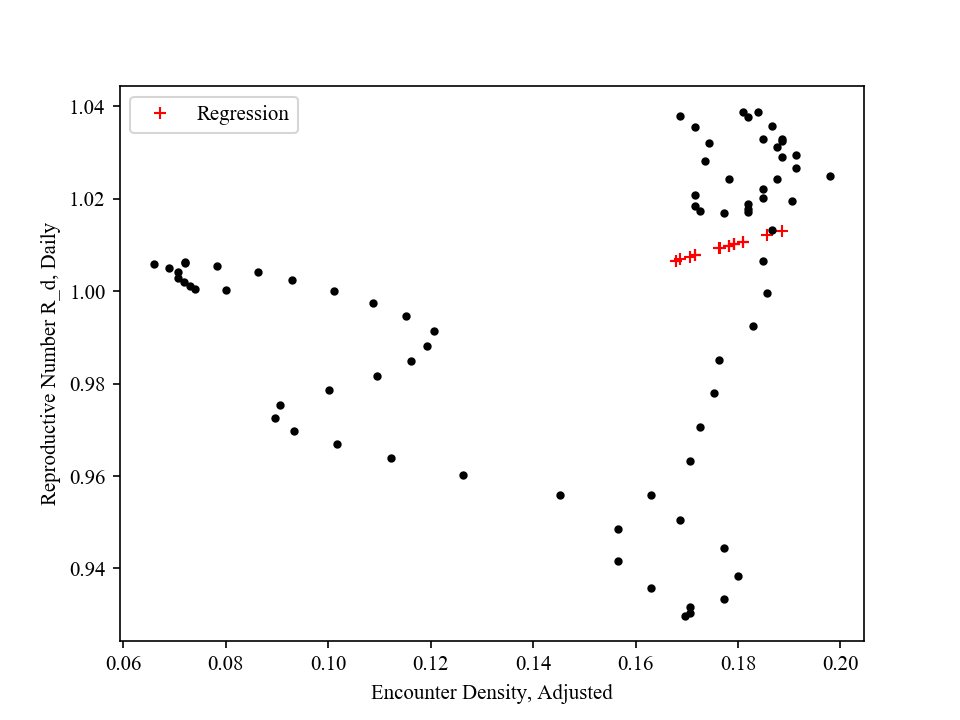 Regression
1.04
1.02
1.00
0.98
0.96
0.94
Reproductive Number R_d, Daily
0.06 0.08 0.10 0.12 0.14 0.16 0.18 0.20
Encounter Density, Adjusted